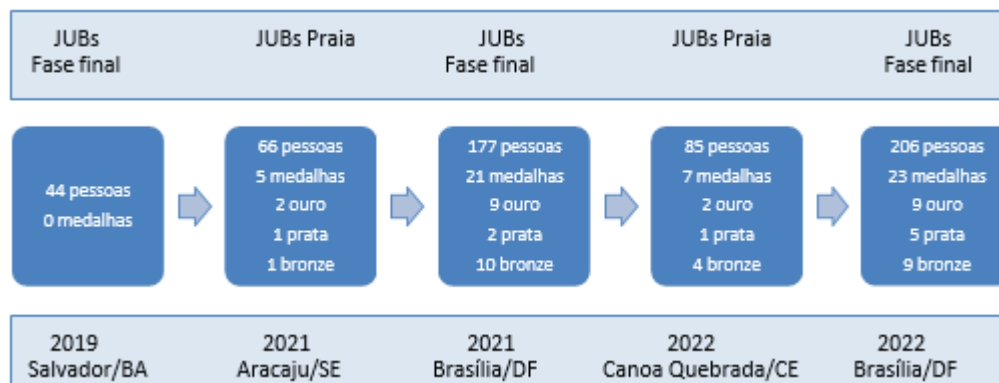 JUBs
Fase final
JUBs Praia
JUBs
Fase final
JUBs Praia
JUBs
Fase final
44 pessoas
0 medalhas
66 pessoas
5 medalhas
2 ouro
1 prata
1 bronze
177 pessoas
21 medalhas
9 ouro
2 prata
10 bronze
85 pessoas
7 medalhas
2 ouro
1 prata
4 bronze
206 pessoas
23 medalhas
9 ouro
5 prata
9 bronze
2019
Salvador/BA
2021
Aracaju/SE
2021
Brasília/DF
2022
Canoa Quebrada/CE
2022
Brasília/DF